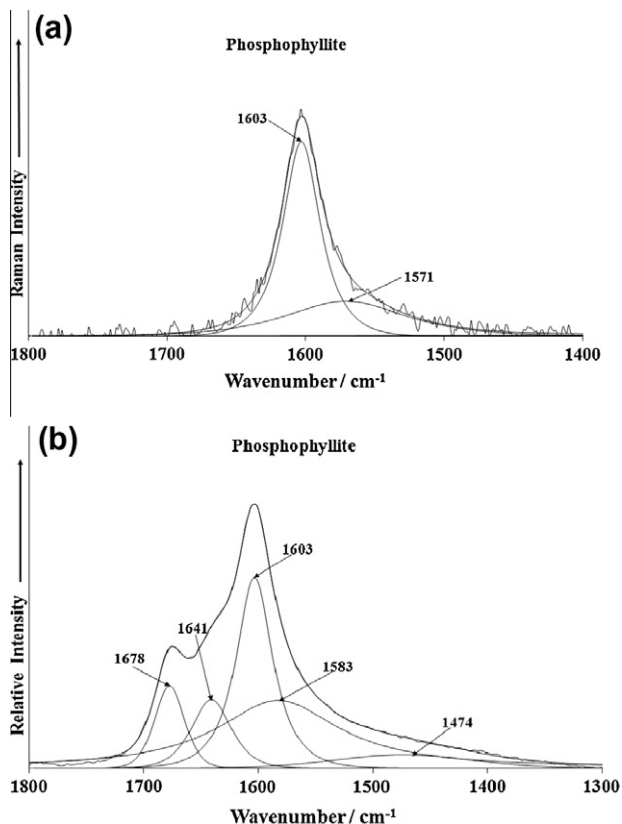 (a)
Phosphophyllite
1603
1571
Raman Intensity
1800 1700 1600 1500 1400
Wavenumber / cm⁻¹
(b)
Phosphophyllite
1603
1641
1678
1583
1474
Relative Intensity
1800 1700 1600 1500 1400 1300
Wavenumber / cm⁻¹